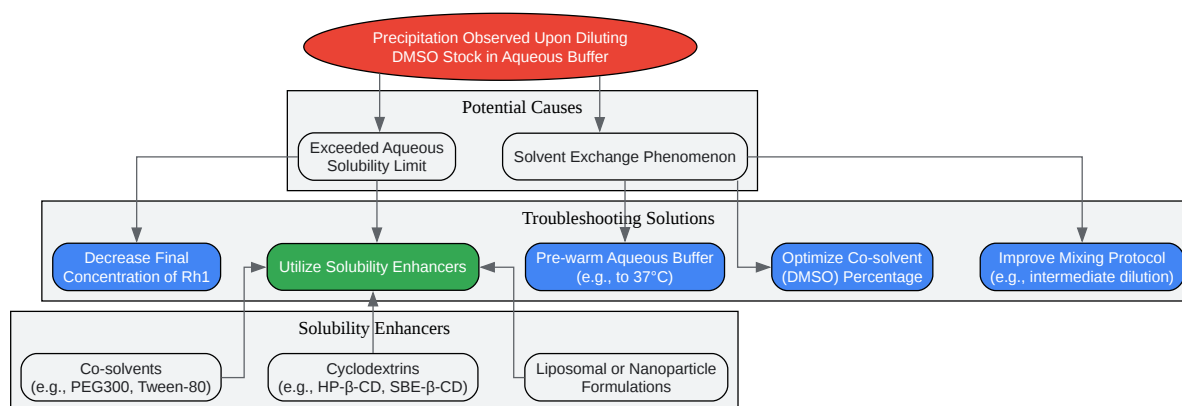 Precipitation Observed Upon Diluting
DMSO Stock in Aqueous Buffer
Potential Causes
Exceeded Aqueous
Solubility Limit
Solvent Exchange Phenomenon
Troubleshooting Solutions
Decrease Final
Concentration of Rh1
Utilize Solubility Enhancers
Pre-warm Aqueous Buffer
(e.g., to 37°C)
Optimize Co-solvent
(DMSO) Percentage
Improve Mixing Protocol
(e.g., intermediate dilution)
Solubility Enhancers
Co-solvents
(e.g., PEG300, Tween-80)
Cyclodextrins
(e.g., HP-β-CD, SBE-β-CD)
Liposomal or Nanoparticle
Formulations